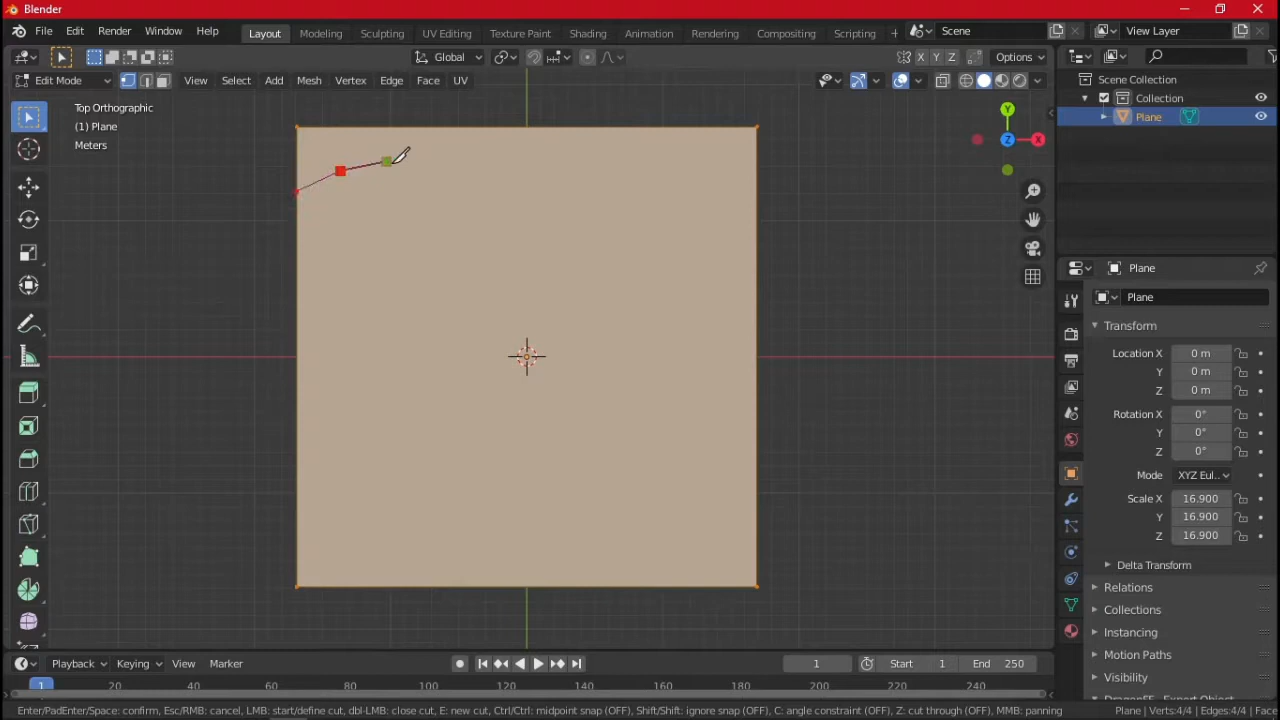 Blender
File Edit Render Window Help Layout Modeling Sculpting UV Editing Texture Paint Shading Animation Rendering Compositing Scripting + Scene View Layer
Global X Y Z Options
Edit Mode View Select Add Mesh Vertex Edge Face UV
Top Orthographic
(1) Plane
Meters
Y
Z X
Scene Collection
Collection
Plane
Plane
Plane
Transform
Location X 0 m
Y 0 m
Z 0 m
Rotation X 0°
Y 0°
Z 0°
Mode XYZ Eul..
Scale X 16.900
Y 16.900
Z 16.900
Delta Transform
Relations
Collections
Instancing
Motion Paths
Visibility
Playback Keying View Marker 1 Start 1 End 250
1 20 40 60 80 100 120 140 160 180 200 220 240
Enter/PadEnter/Space: confirm, Esc/RMB: cancel, LMB: start/define cut, dbl-LMB: close cut, E: new cut, Ctrl/Ctrl: midpoint snap (OFF), Shift/Shift: ignore snap (OFF), C: angle constraint (OFF), Z: cut through (OFF), MMB: panning Plane | Verts:4/4 | Edges:4/4 | Face